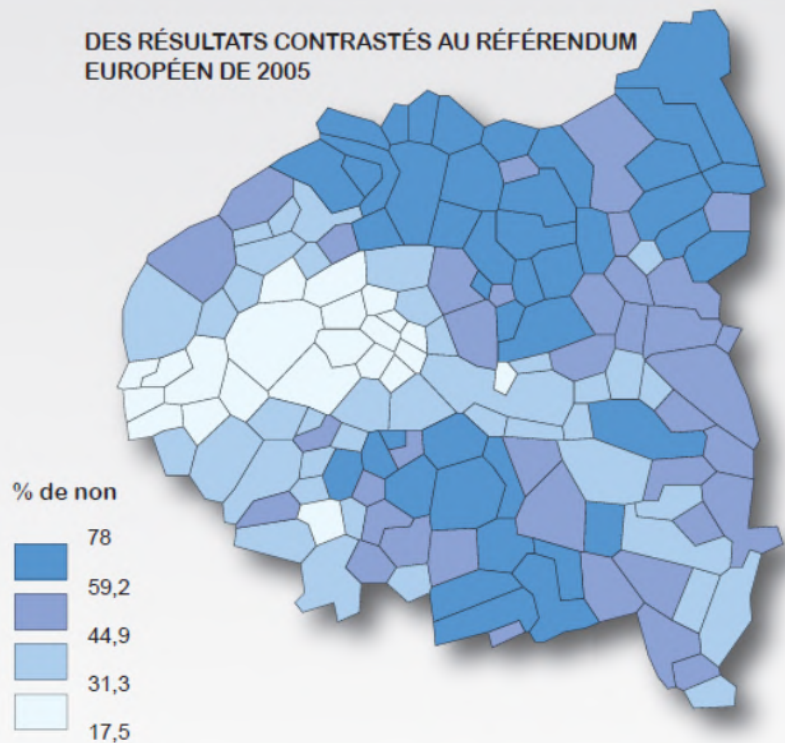 DES RÉSULTATS CONTRASTÉS AU RÉFÉRENDUM
EUROPÉEN DE 2005
% de non
78
59,2
44,9
31,3
17,5